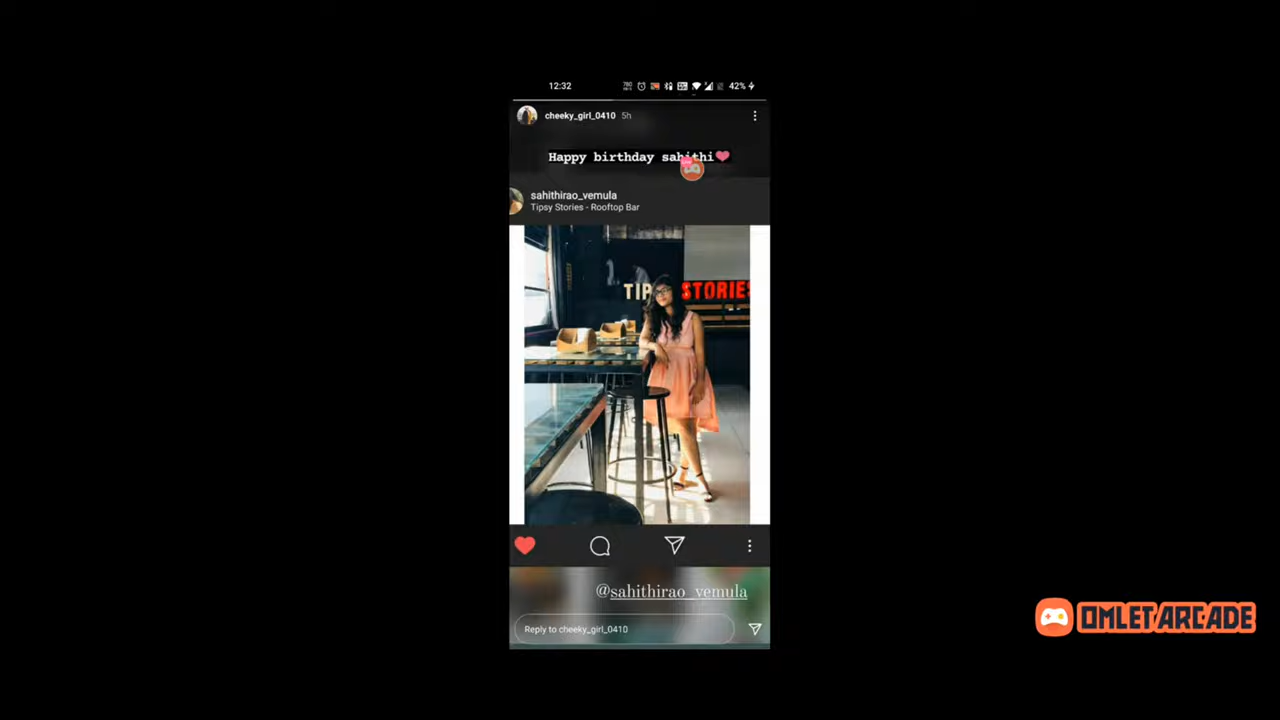 12:32
42%
cheeky_girl_0410 5h
Happy birthday sahithi
sahithirao_vemula
Tipsy Stories - Rooftop Bar
TIP STORIES
@sahithirao_vemula
Reply to cheeky_girl_0410
OMLET ARCADE